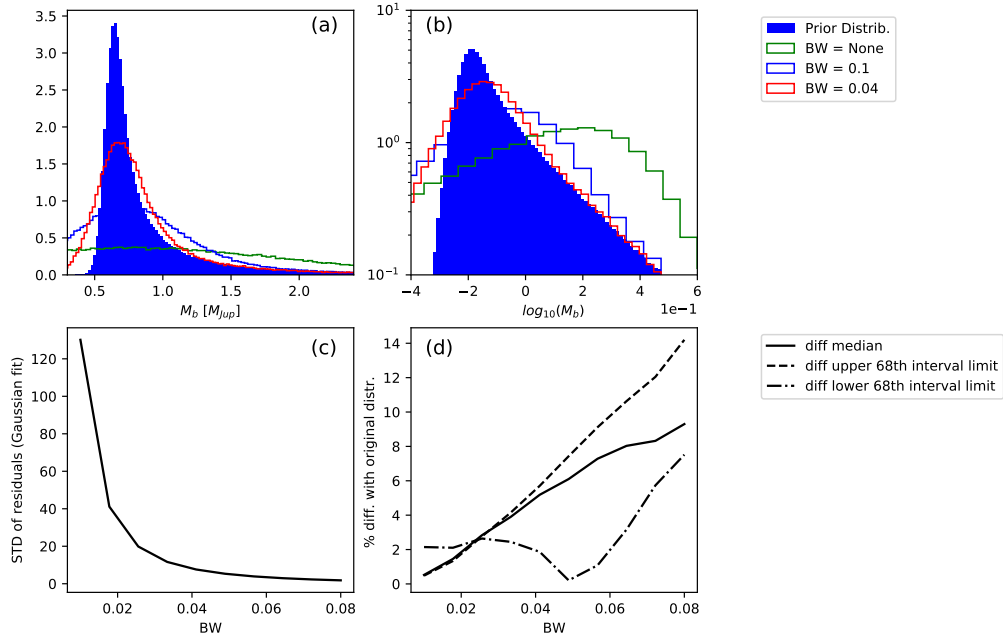 (a)
3.5
3.0
2.5
2.0
1.5
1.0
0.5
0.0
0.5 1.0 1.5 2.0
M_b [M_Jup]
(b)
10^1
10^0
10^-1
−4 −2 0 2 4 6
1e−1
log_10(M_b)
Prior Distrib.
BW = None
BW = 0.1
BW = 0.04
(c)
STD of residuals (Gaussian fit)
120
100
80
60
40
20
0
0.02 0.04 0.06 0.08
BW
(d)
% diff. with original distr.
14
12
10
8
6
4
2
0
0.02 0.04 0.06 0.08
BW
diff median
diff upper 68th interval limit
diff lower 68th interval limit